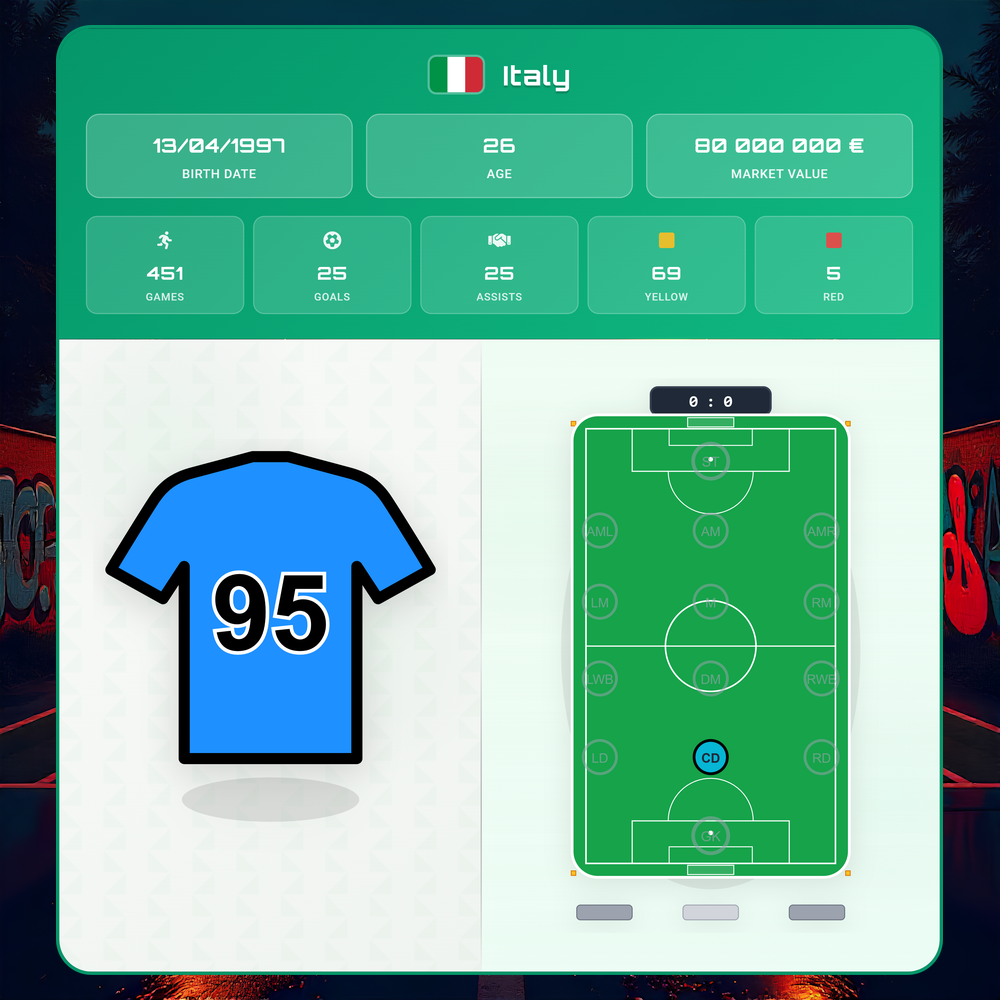 Italy
13/04/1997
BIRTH DATE
26
AGE
80 000 000 €
MARKET VALUE
451
GAMES
25
GOALS
25
ASSISTS
69
YELLOW
5
RED
95
0 : 0
ST
AML
AM
AMR
LM
M
RM
LWB
DM
RWB
LD
CD
RD
GK